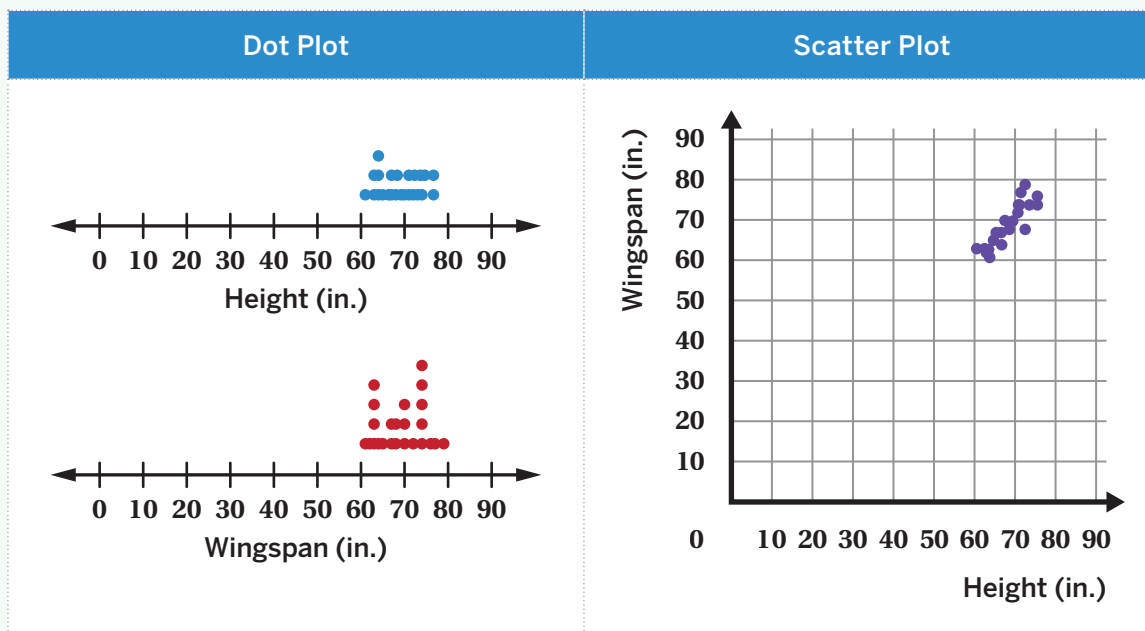 Dot Plot
0 10 20 30 40 50 60 70 80 90
Height (in.)
0 10 20 30 40 50 60 70 80 90
Wingspan (in.)
Scatter Plot
Wingspan (in.)
90
80
70
60
50
40
30
20
10
0 10 20 30 40 50 60 70 80 90
Height (in.)